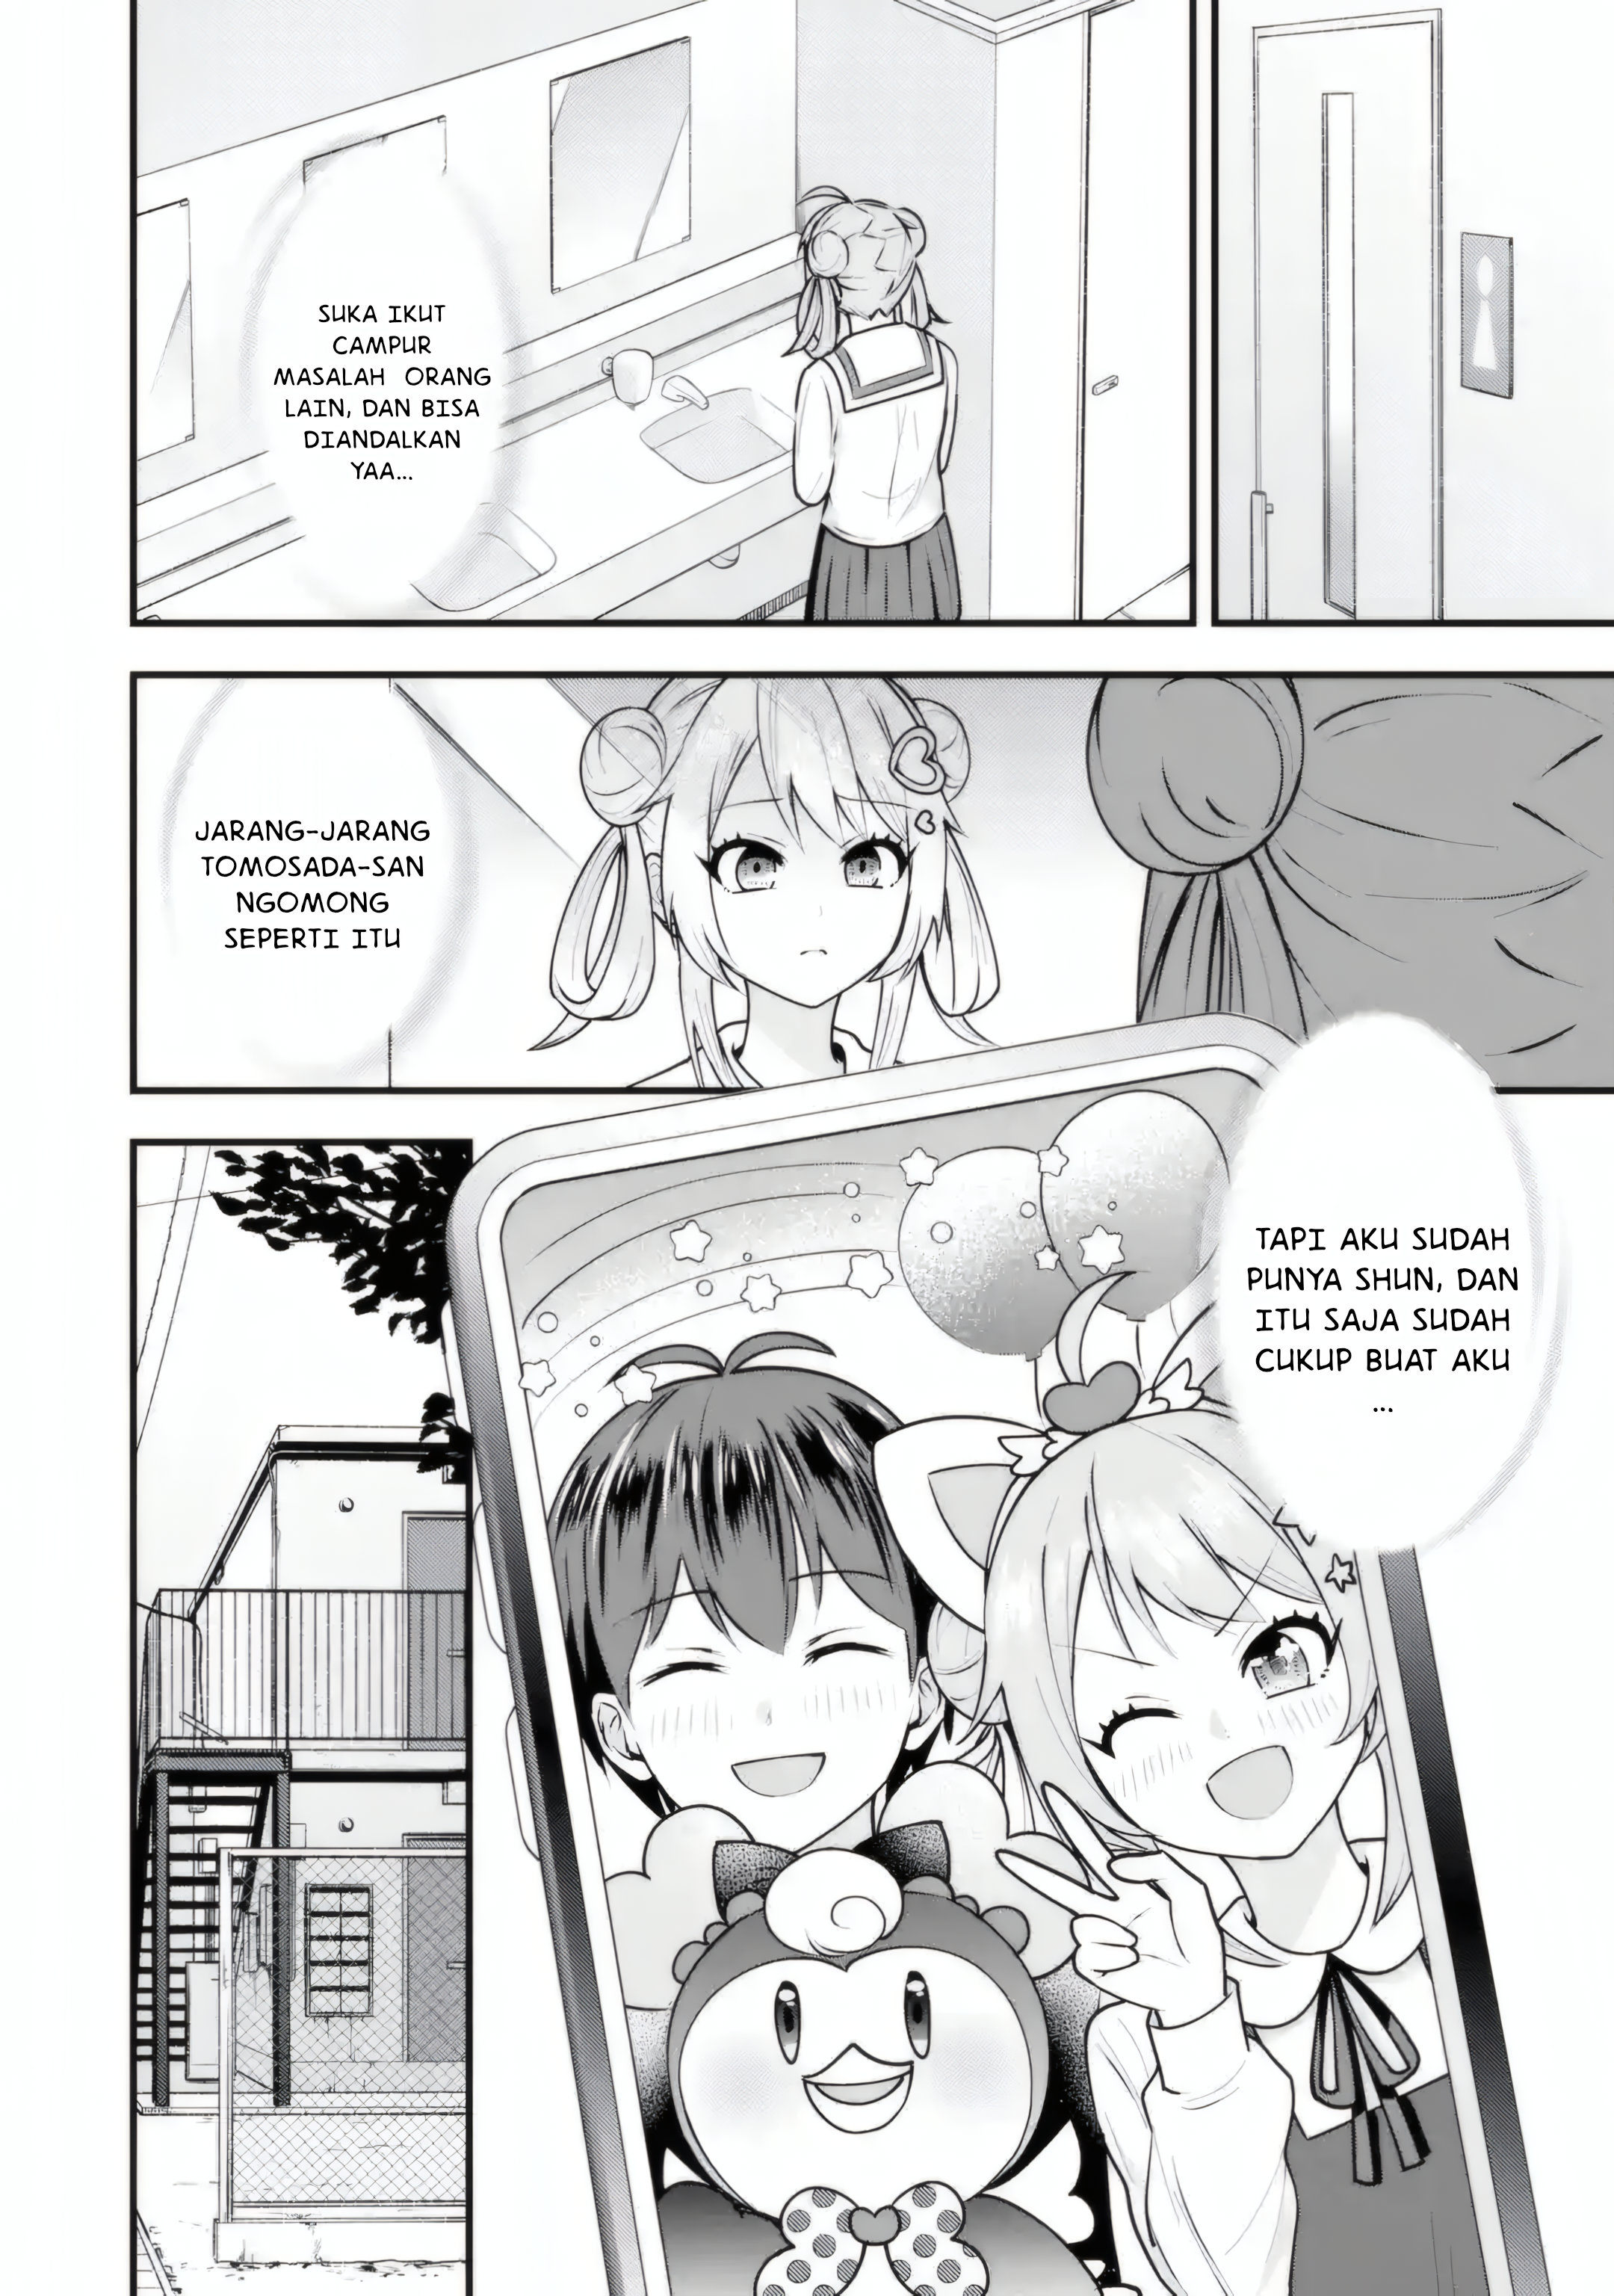 SUKA IKUT
CAMPUR
MASALAH ORANG
LAIN, DAN BISA
DIANDALKAN
YAA...
JARANG-JARANG
TOMOSADA-SAN
NGOMONG
SEPERTI ITU
TAPI AKU SUDAH
PUNYA SHUN, DAN
ITU SAJA SUDAH
CUKUP BUAT AKU
...